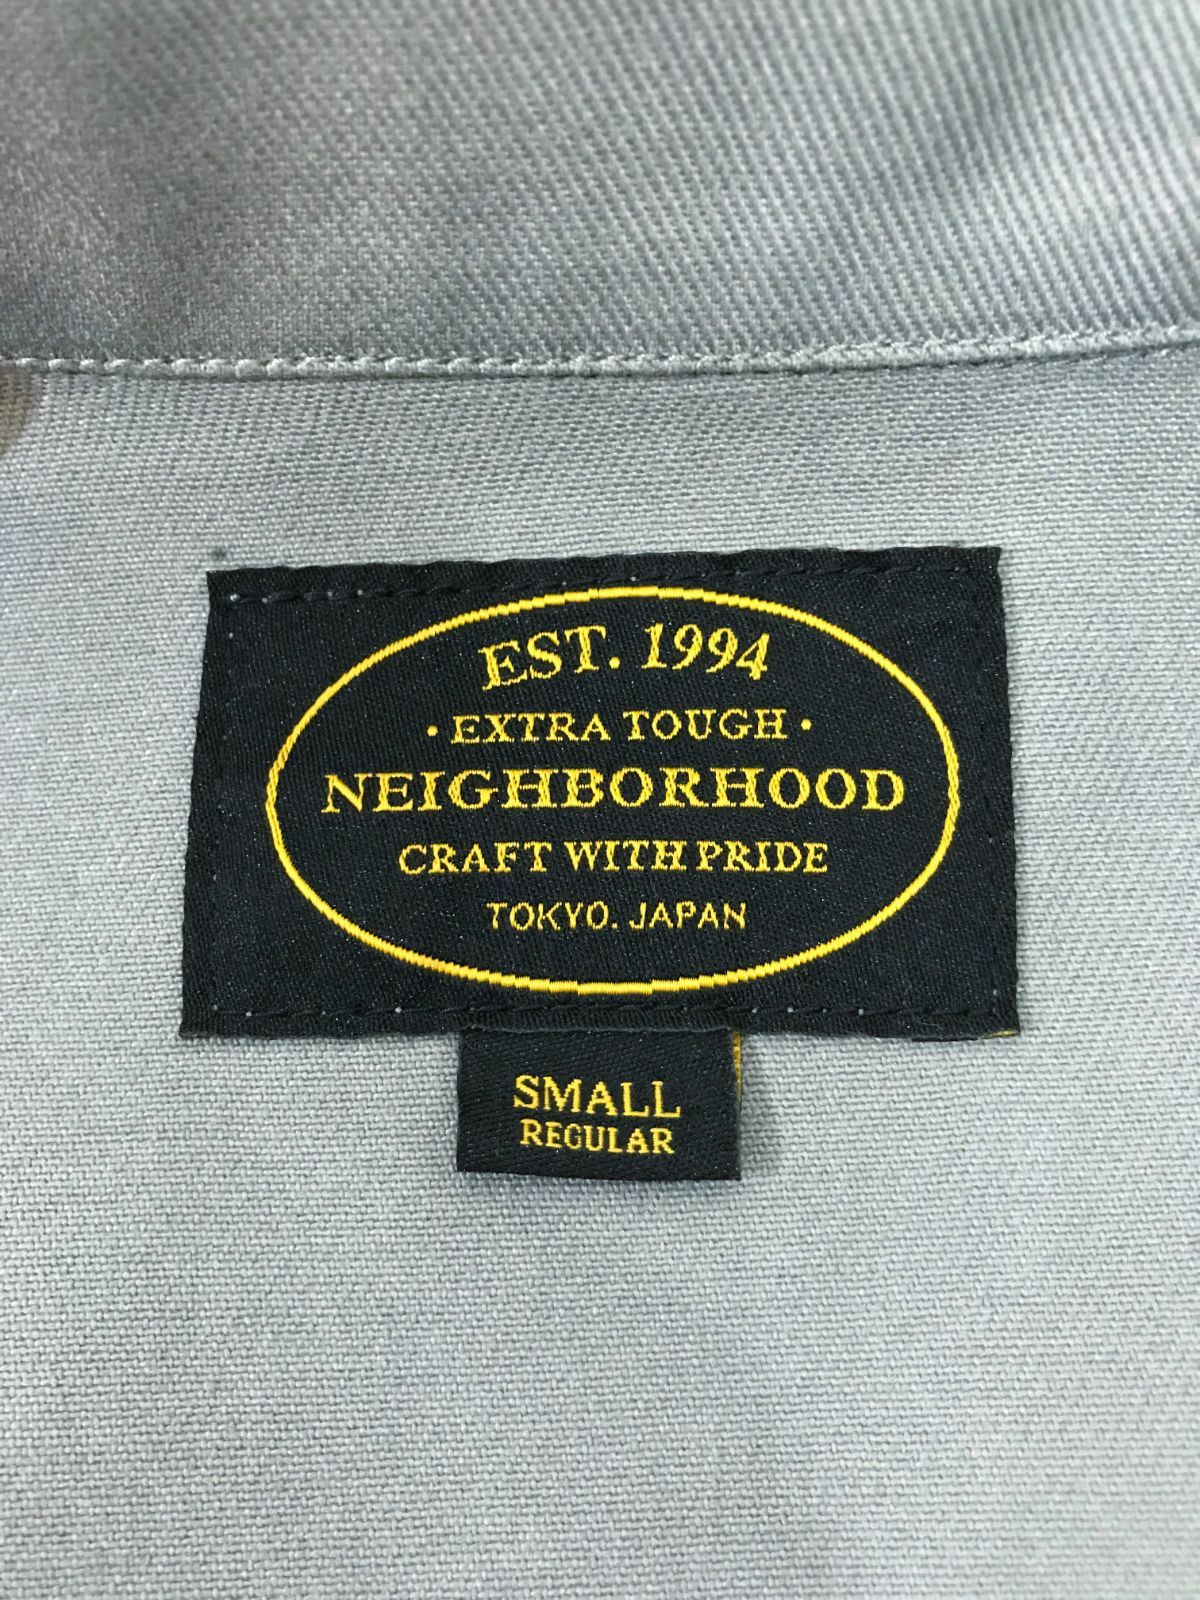 EST. 1994
· EXTRA TOUGH ·
NEIGHBORHOOD
CRAFT WITH PRIDE
TOKYO. JAPAN
SMALL
REGULAR